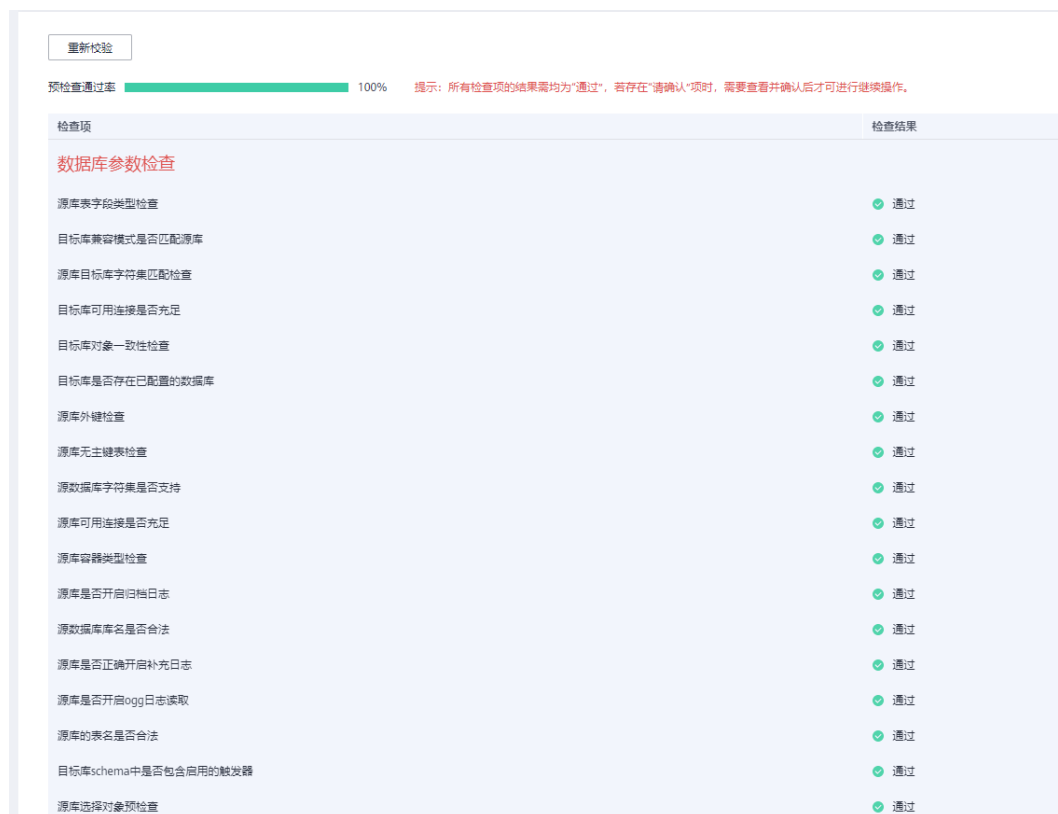 重新校验
预检查通过率 100% 提示：所有检查项的结果需均为“通过”，若存在“请确认”项时，需要查看并确认后才可进行继续操作。
检查项 检查结果
数据库参数检查
源库表字段类型检查 通过
目标库兼容模式是否匹配源库 通过
源库目标库字符集匹配检查 通过
目标库可用连接是否充足 通过
目标库对象一致性检查 通过
目标库是否存在已配置的数据库 通过
源库外键检查 通过
源库无主键表检查 通过
源数据库字符集是否支持 通过
源库可用连接是否充足 通过
源库容器类型检查 通过
源库是否开启归档日志 通过
源数据库库名是否合法 通过
源库是否正确开启补充日志 通过
源库是否开启ogg日志读取 通过
源库的表名是否合法 通过
目标库schema中是否包含启用的触发器 通过
源库选择对象预检查 通过